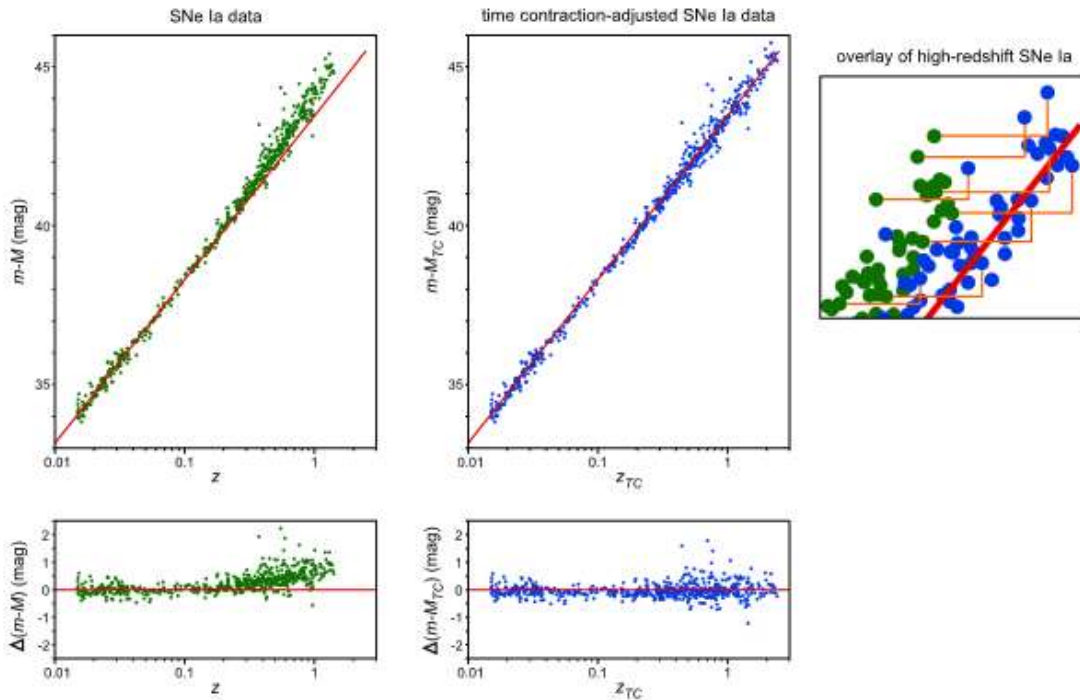 SNe Ia data
time contraction-adjusted SNe Ia data
overlay of high-redshift SNe Ia
m-M (mag)
45
40
35
0.01
0.1
1
z
m-M_TC (mag)
45
40
35
0.01
0.1
1
z_TC
Δ(m-M) (mag)
2
1
0
-1
-2
0.01
0.1
1
z
Δ(m-M_TC) (mag)
2
1
0
-1
-2
0.01
0.1
1
z_TC